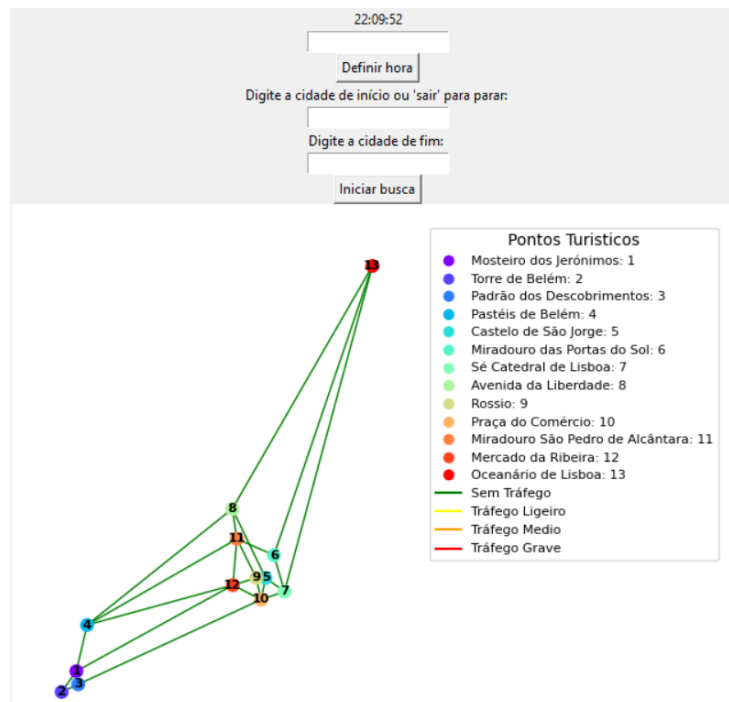 22:09:52
Definir hora
Digite a cidade de início ou 'sair' para parar:
Digite a cidade de fim:
Iniciar busca
Pontos Turisticos
Mosteiro dos Jerónimos: 1
Torre de Belém: 2
Padrão dos Descobrimentos: 3
Pastéis de Belém: 4
Castelo de São Jorge: 5
Miradouro das Portas do Sol: 6
Sé Catedral de Lisboa: 7
Avenida da Liberdade: 8
Rossio: 9
Praça do Comércio: 10
Miradouro São Pedro de Alcântara: 11
Mercado da Ribeira: 12
Oceanário de Lisboa: 13
Sem Tráfego
Tráfego Ligeiro
Tráfego Medio
Tráfego Grave
13
8
11
6
9
5
12
7
10
4
1
3
2